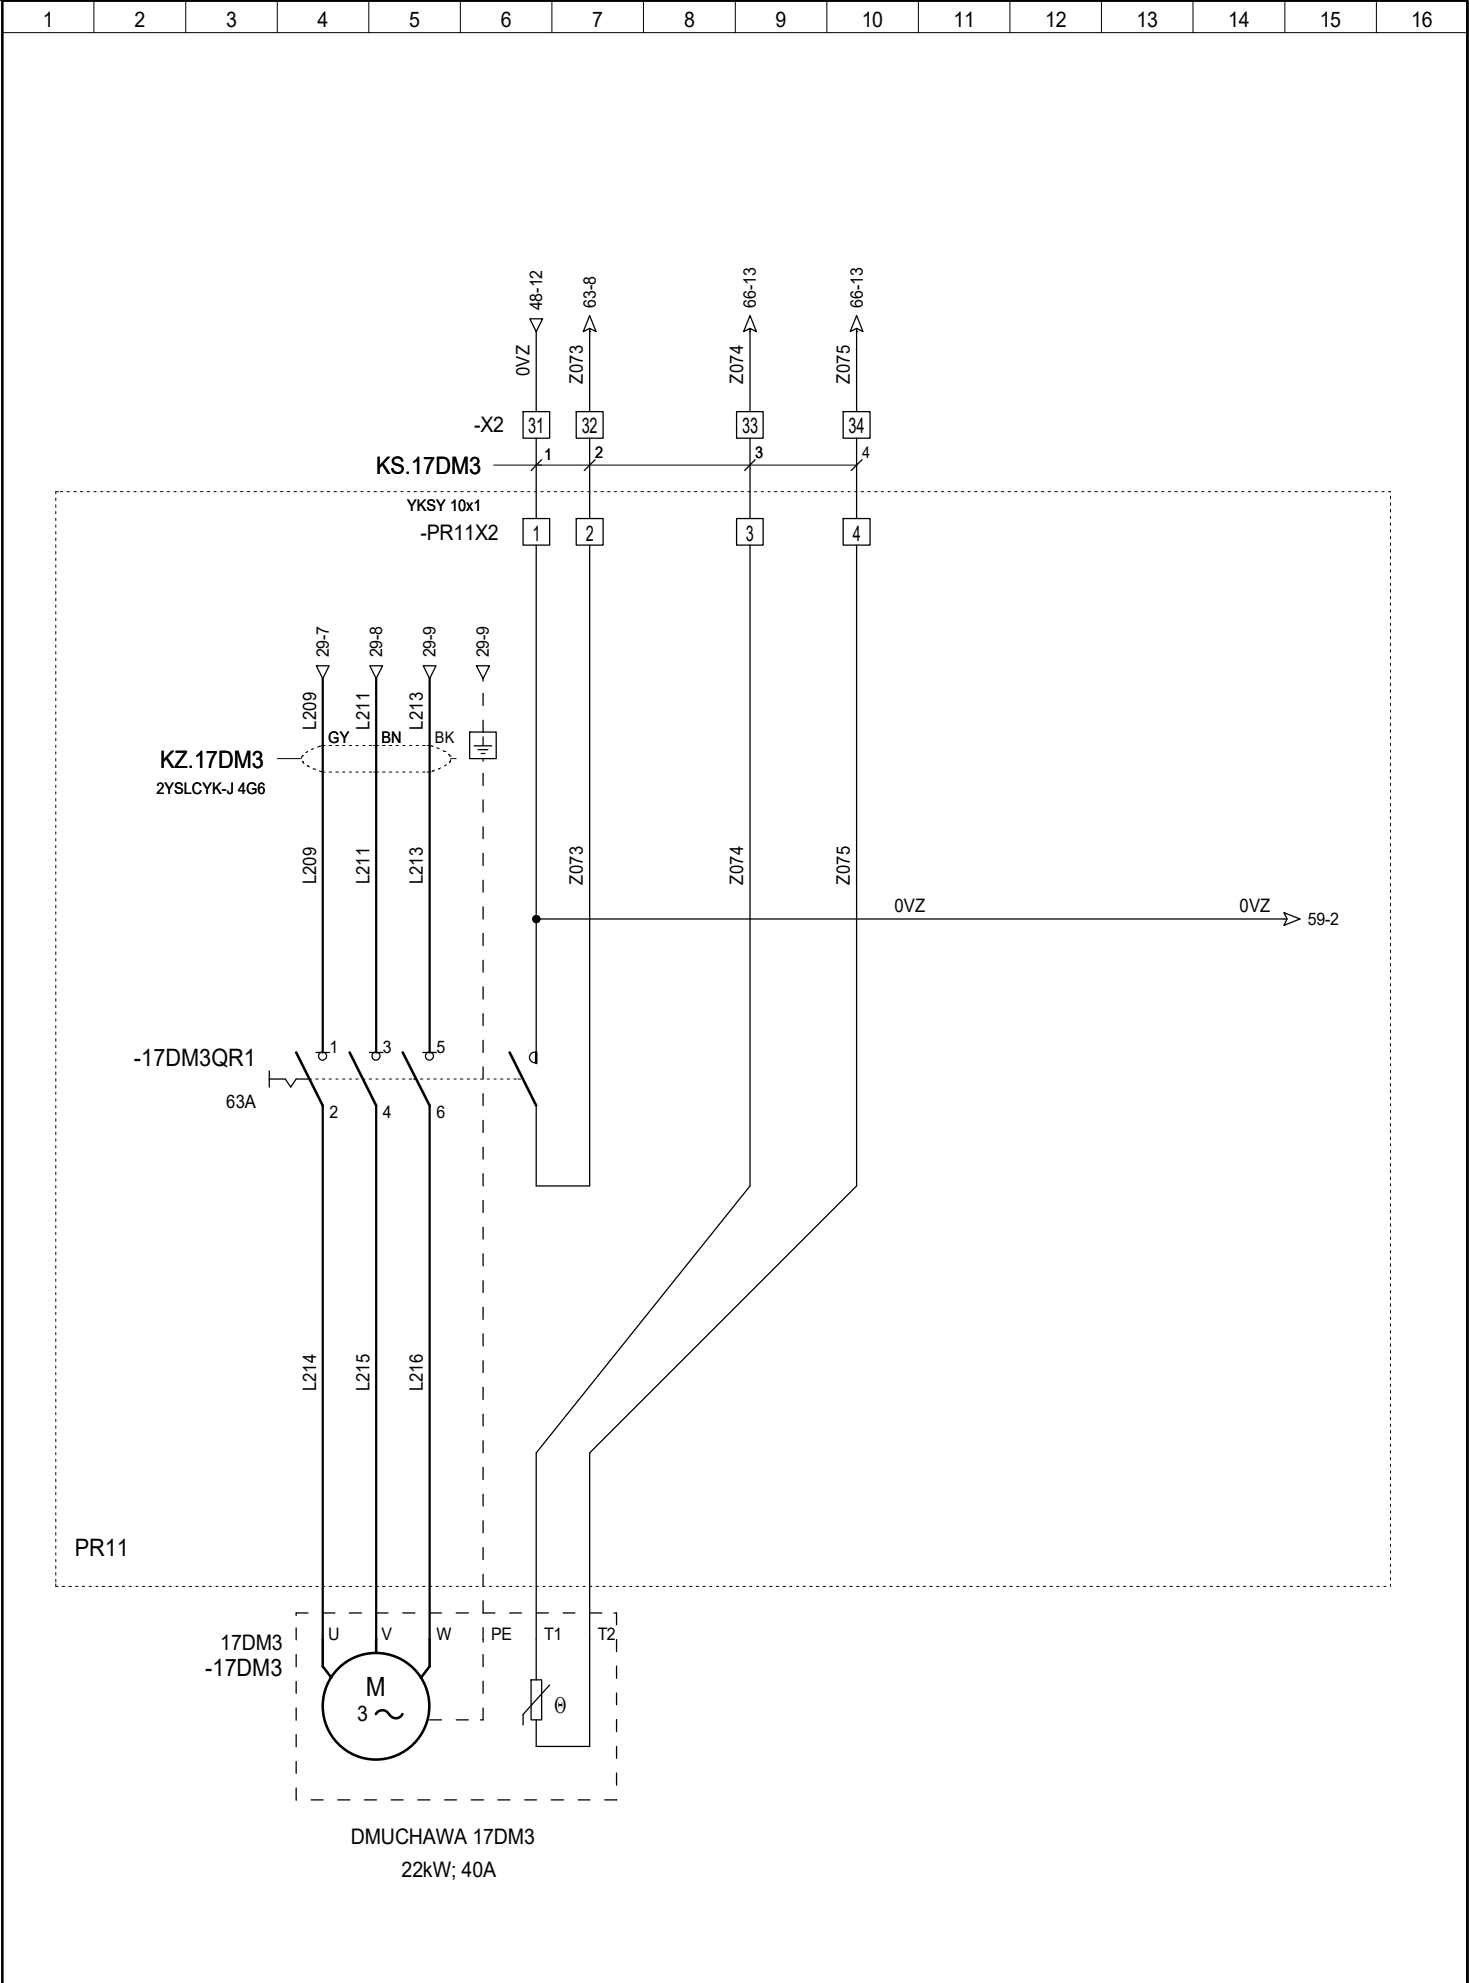 1 2 3 4 5 6 7 8 9 10 11 12 13 14 15 16
48-12 63-8 66-13 66-13
0VZ Z073 Z074 Z075
-X2 31 32 33 34
KS.17DM3 1 2 3 4
YKSY 10x1
-PR11X2 1 2 3 4
29-7 29-8 29-9 29-9
L209 L211 L213
GY BN BK
KZ.17DM3
2YSLCYK-J 4G6
L209 L211 L213 Z073 Z074 Z075
0VZ 0VZ 59-2
-17DM3QR1 1 3 5
63A 2 4 6
L214 L215 L216
PR11
17DM3 U V W PE T1 T2
-17DM3
M
3 Θ
DMUCHAWA 17DM3
22kW; 40A